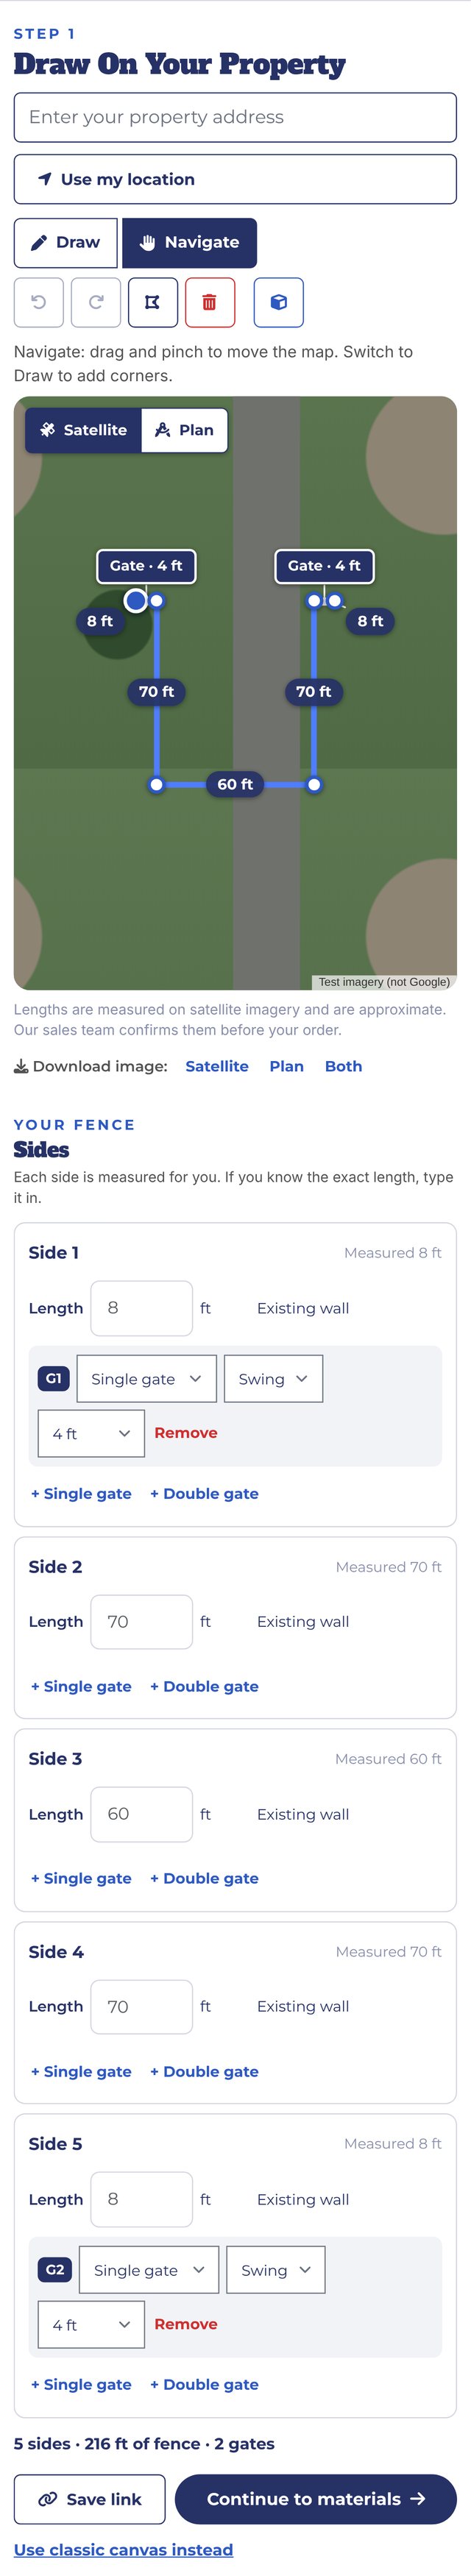 STEP 1
Draw On Your Property
Enter your property address
Use my location
Draw
Navigate
Navigate: drag and pinch to move the map. Switch to
Draw to add corners.
Satellite
Plan
Gate · 4 ft
Gate · 4 ft
8 ft
8 ft
70 ft
70 ft
60 ft
Test imagery (not Google)
Lengths are measured on satellite imagery and are approximate.
Our sales team confirms them before your order.
Download image: Satellite Plan Both
YOUR FENCE
Sides
Each side is measured for you. If you know the exact length, type
it in.
Side 1 Measured 8 ft
Length 8 ft Existing wall
G1 Single gate Swing
4 ft Remove
+ Single gate + Double gate
Side 2 Measured 70 ft
Length 70 ft Existing wall
+ Single gate + Double gate
Side 3 Measured 60 ft
Length 60 ft Existing wall
+ Single gate + Double gate
Side 4 Measured 70 ft
Length 70 ft Existing wall
+ Single gate + Double gate
Side 5 Measured 8 ft
Length 8 ft Existing wall
G2 Single gate Swing
4 ft Remove
+ Single gate + Double gate
5 sides · 216 ft of fence · 2 gates
Save link
Continue to materials →
Use classic canvas instead